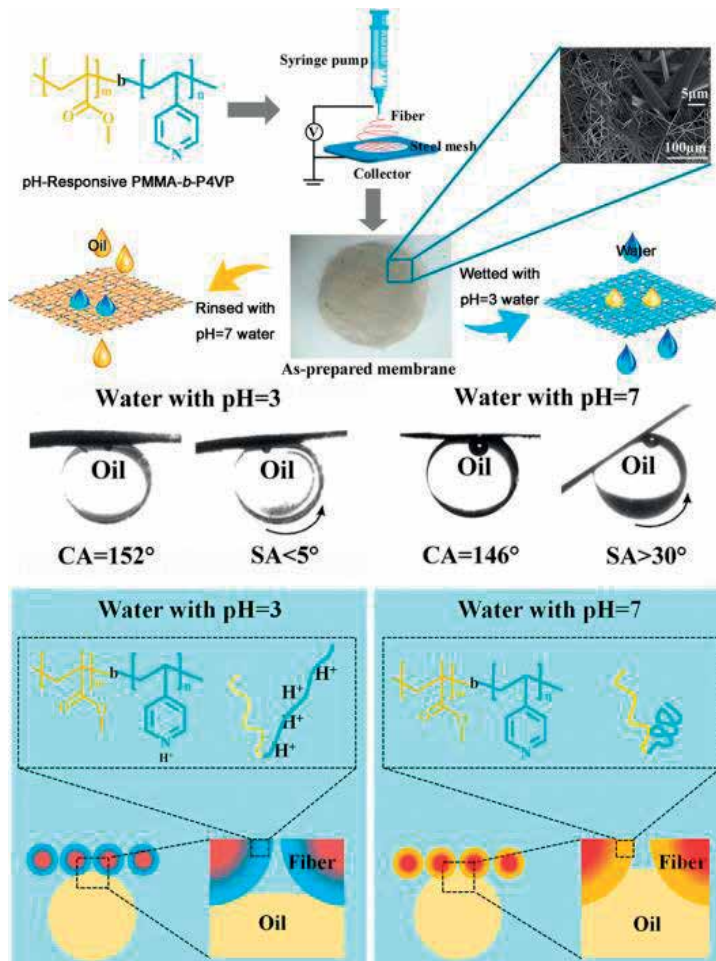 Syringe pump
Fiber
Steel mesh
Collector
V
5μm
100μm
b
m
n
O
O
N
pH-Responsive PMMA-b-P4VP
Oil
Rinsed with
pH=7 water
Wetted with
pH=3 water
Water
As-prepared membrane
Water with pH=3
Water with pH=7
Oil
Oil
Oil
Oil
CA=152°
SA<5°
CA=146°
SA>30°
Water with pH=3
Water with pH=7
b
m
n
O
O
N
H⁺
H⁺
H⁺
H⁺
H⁺
b
m
n
O
O
N
Fiber
Oil
Fiber
Oil